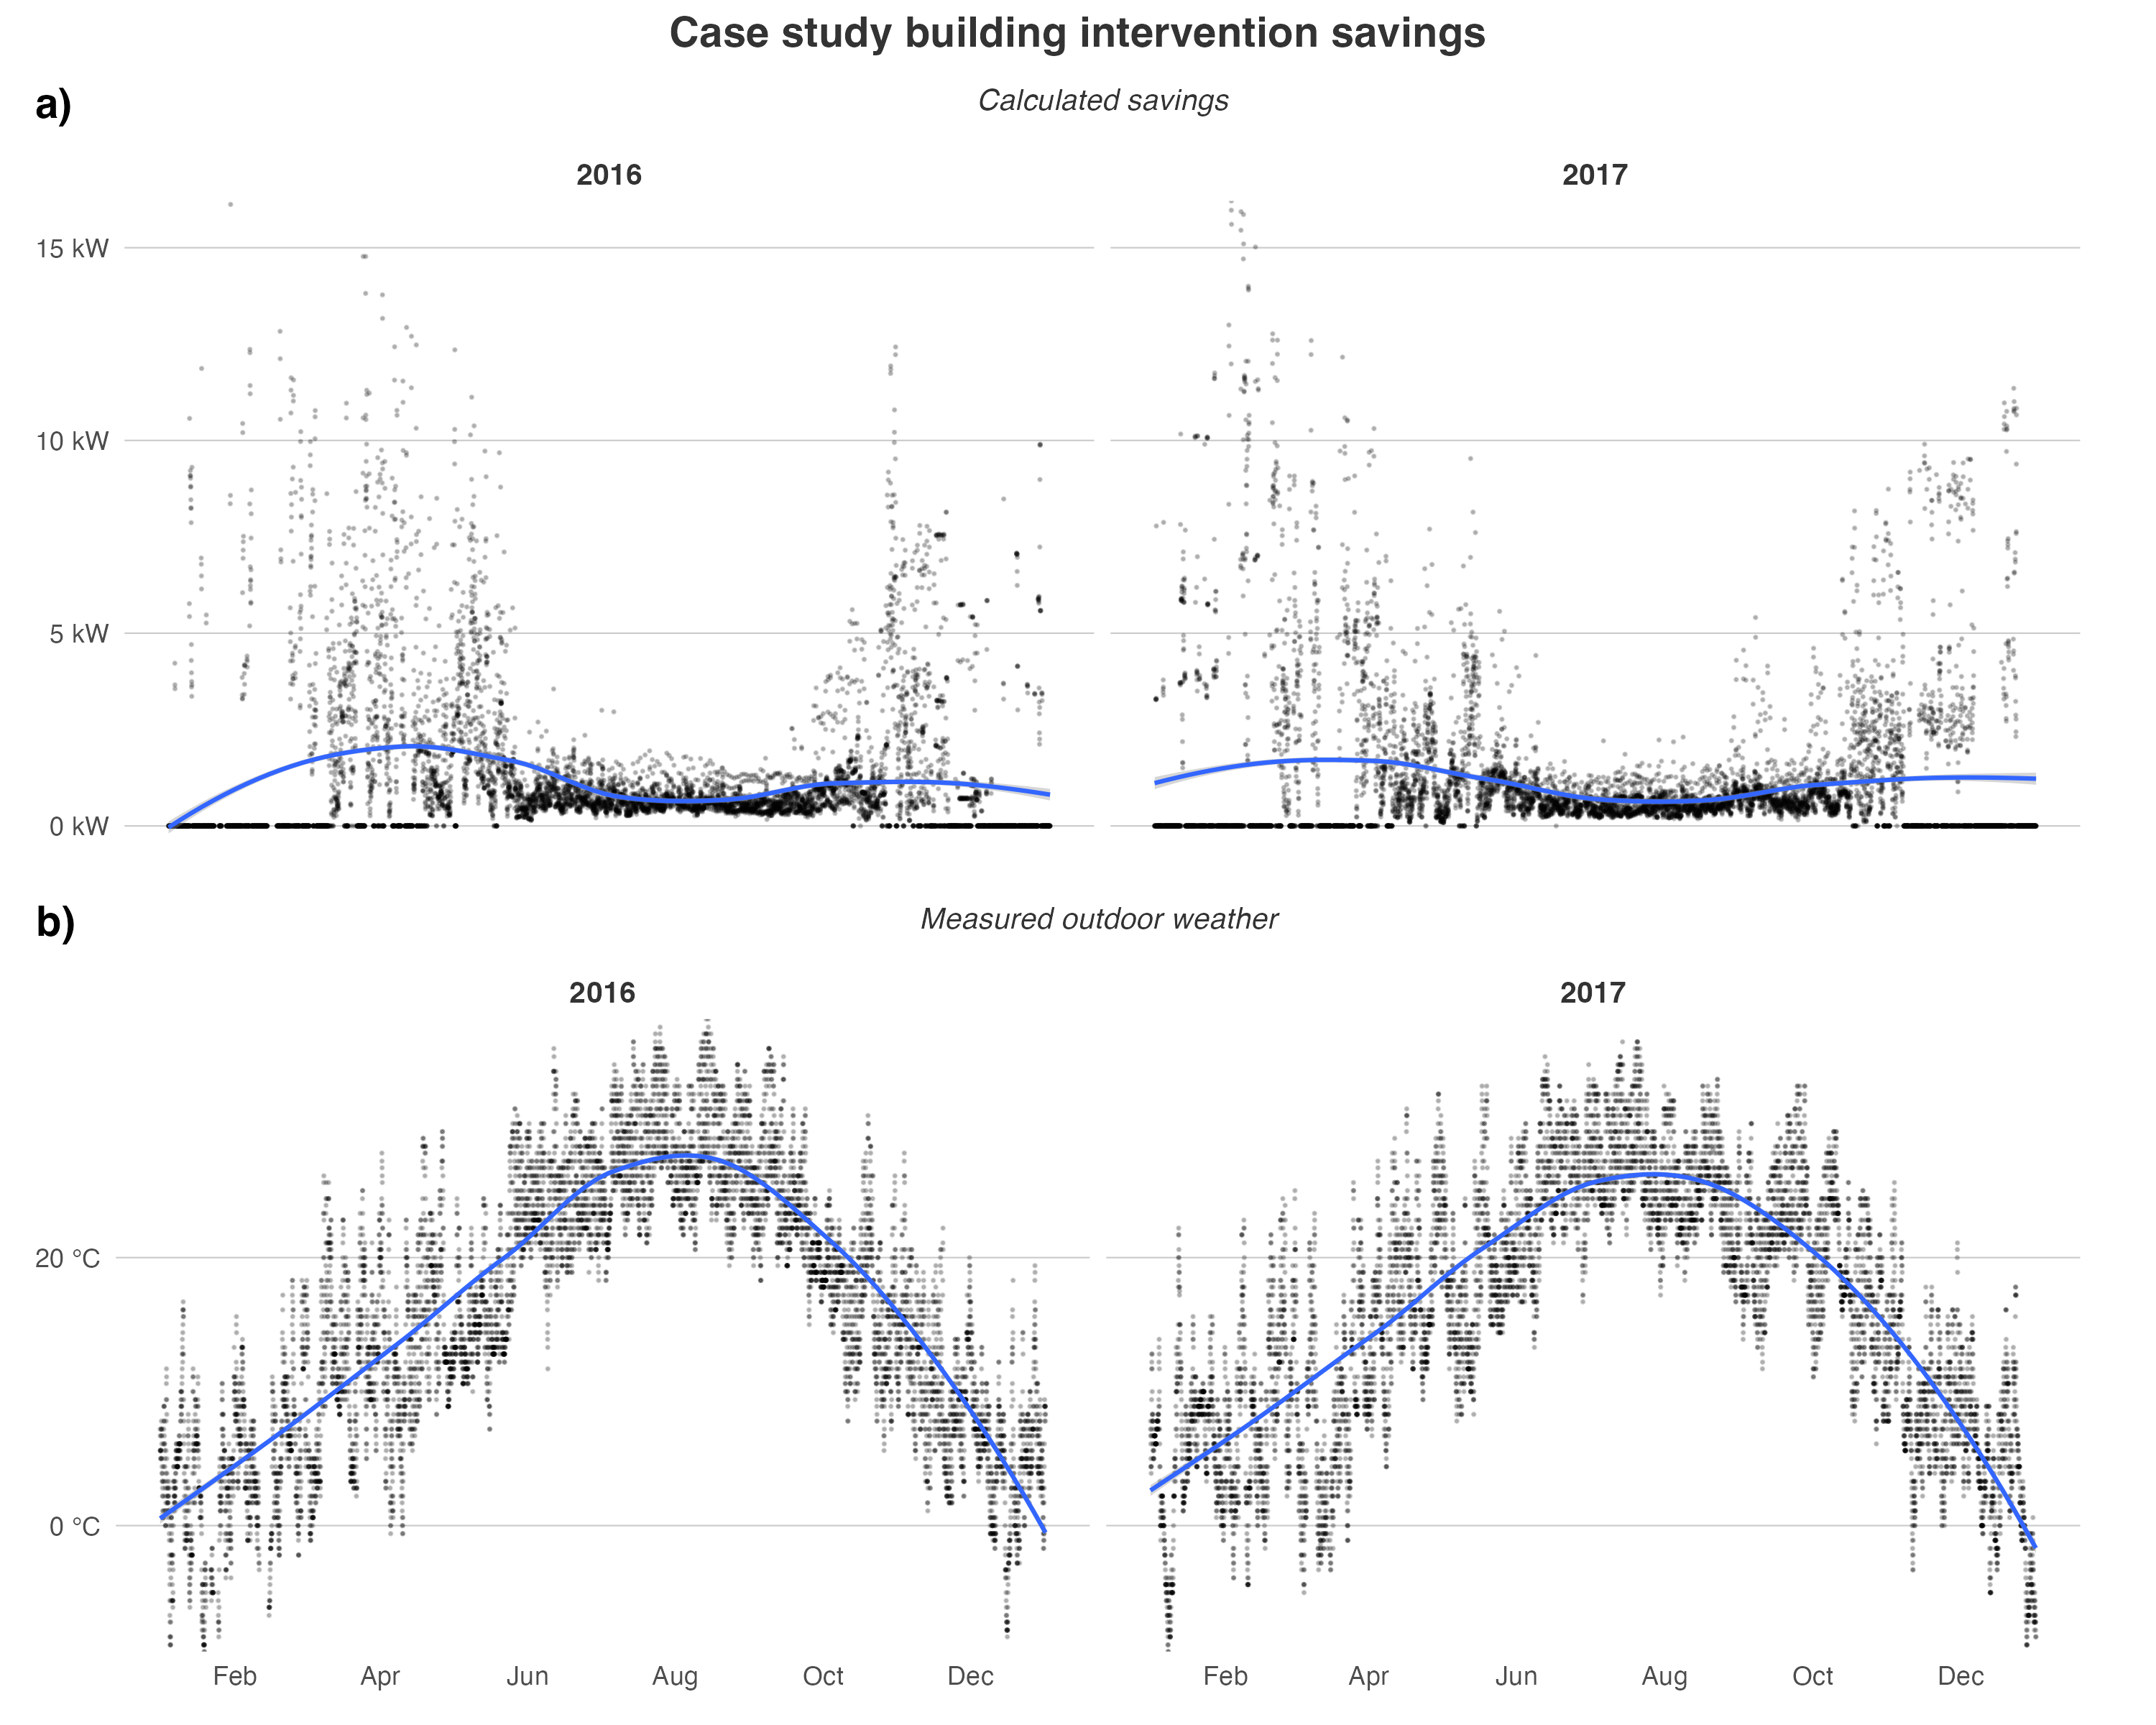 Case study building intervention savings
a)
Calculated savings
2016 2017
15 kW
10 kW
5 kW
0 kW
b)
Measured outdoor weather
2016 2017
20 °C
0 °C
Feb Apr Jun Aug Oct Dec Feb Apr Jun Aug Oct Dec